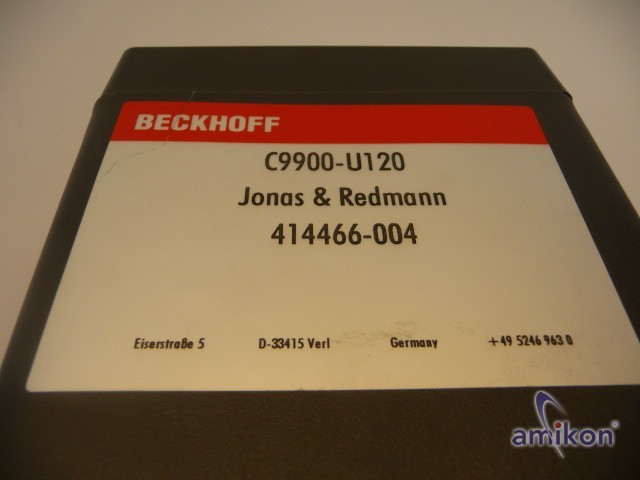 BECKHOFF
C9900-U120
Jonas & Redmann
414466-004
Eiserstraße 5 D-33415 Verl Germany +49 5246 963 0
amikon